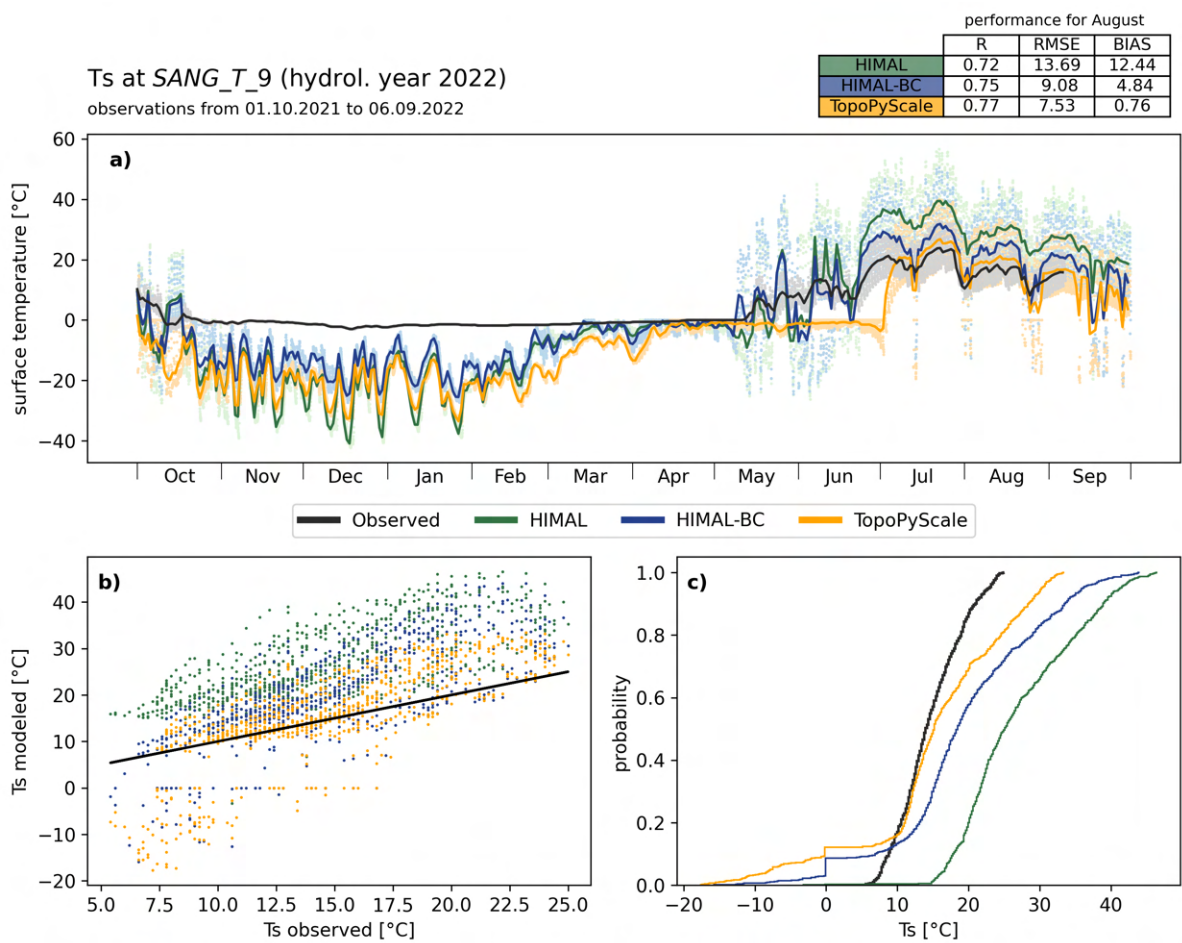 performance for August
R RMSE BIAS
HIMAL 0.72 13.69 12.44
HIMAL-BC 0.75 9.08 4.84
TopoPyScale 0.77 7.53 0.76
Ts at SANG_T_9 (hydrol. year 2022)
observations from 01.10.2021 to 06.09.2022
a)
surface temperature [°C]
60
40
20
0
−20
−40
Oct Nov Dec Jan Feb Mar Apr May Jun Jul Aug Sep
Observed HIMAL HIMAL-BC TopoPyScale
b)
Ts modeled [°C]
40
30
20
10
0
−10
−20
5.0 7.5 10.0 12.5 15.0 17.5 20.0 22.5 25.0
Ts observed [°C]
c)
probability
1.0
0.8
0.6
0.4
0.2
0.0
−20 −10 0 10 20 30 40
Ts [°C]